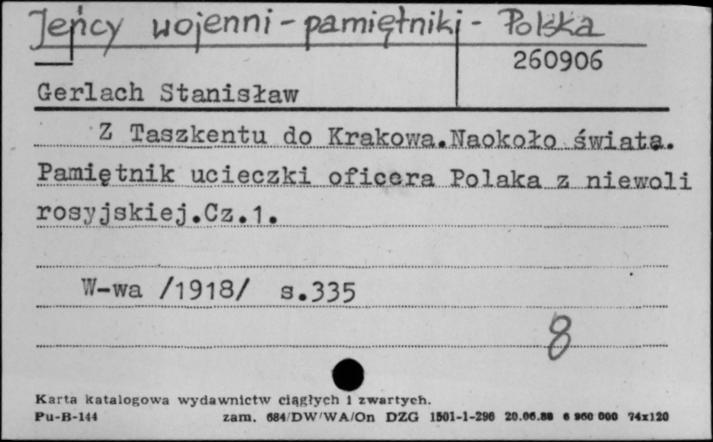 Jeńcy wojenni - pamiętniki - Polska
260906
Gerlach Stanisław
Z Taszkentu do Krakowa.Naokoło świata.
Pamiętnik ucieczki oficera Polaka z niewoli
rosyjskiej.Cz.1.
W-wa /1918/ s.335
8
Karta katalogowa wydawnictw ciągłych i zwartych.
Pu-B-144 zam. 684/DW/WA/On DZG 1501-1-296 20.06.88 6 960 000 74x120